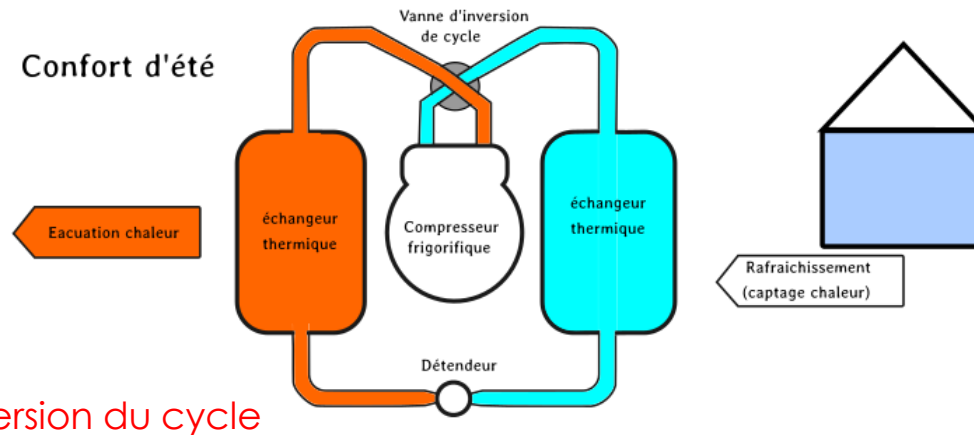 Vanne d'inversion
de cycle
Confort d'été
échangeur
thermique
Eacuation chaleur
Compresseur
frigorifique
échangeur
thermique
Rafraichissement
(captage chaleur)
Détendeur
ersion du cycle